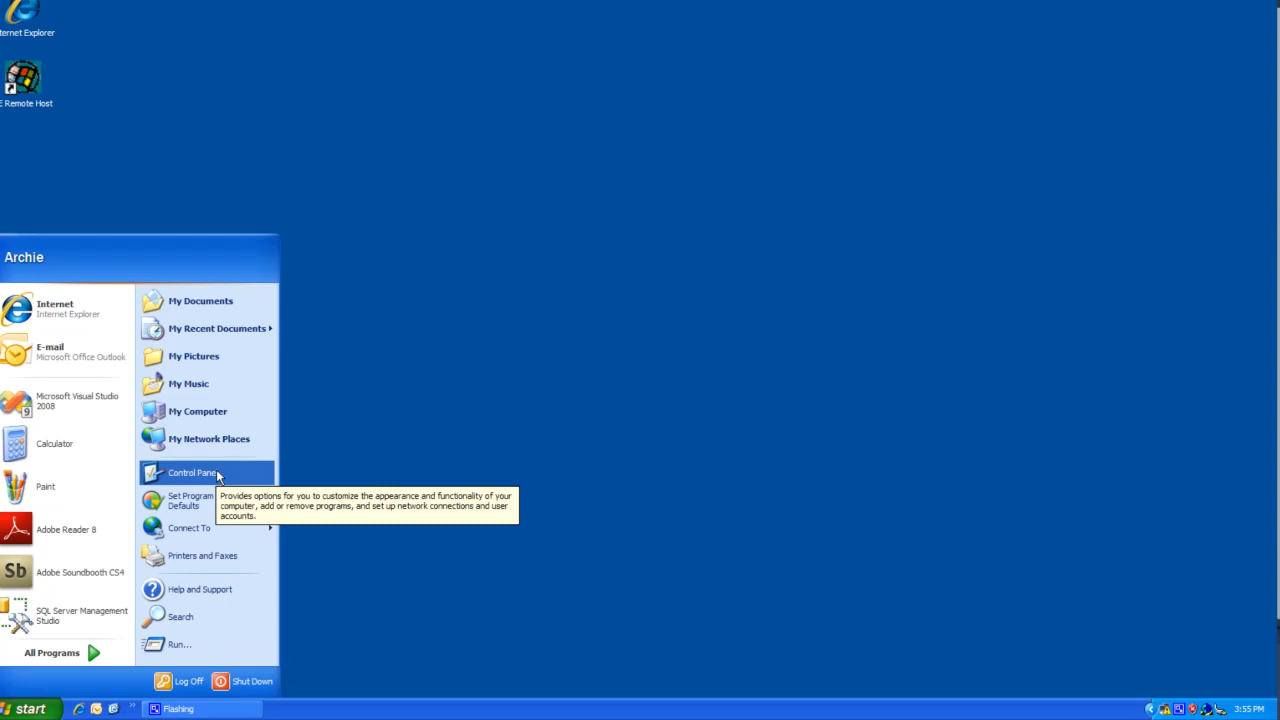 ternet Explorer
E Remote Host
Archie
Internet
Internet Explorer
E-mail
Microsoft Office Outlook
Microsoft Visual Studio
2008
Calculator
Paint
Adobe Reader 8
Sb
Adobe Soundbooth CS4
SQL Server Management
Studio
All Programs
My Documents
My Recent Documents
My Pictures
My Music
My Computer
My Network Places
Control Pane
Set Program
Defaults
Provides options for you to customize the appearance and functionality of your
computer, add or remove programs, and set up network connections and user
accounts.
Connect To
Printers and Faxes
Help and Support
Search
Run...
Log Off
Shut Down
start
Flashing
3:55 PM